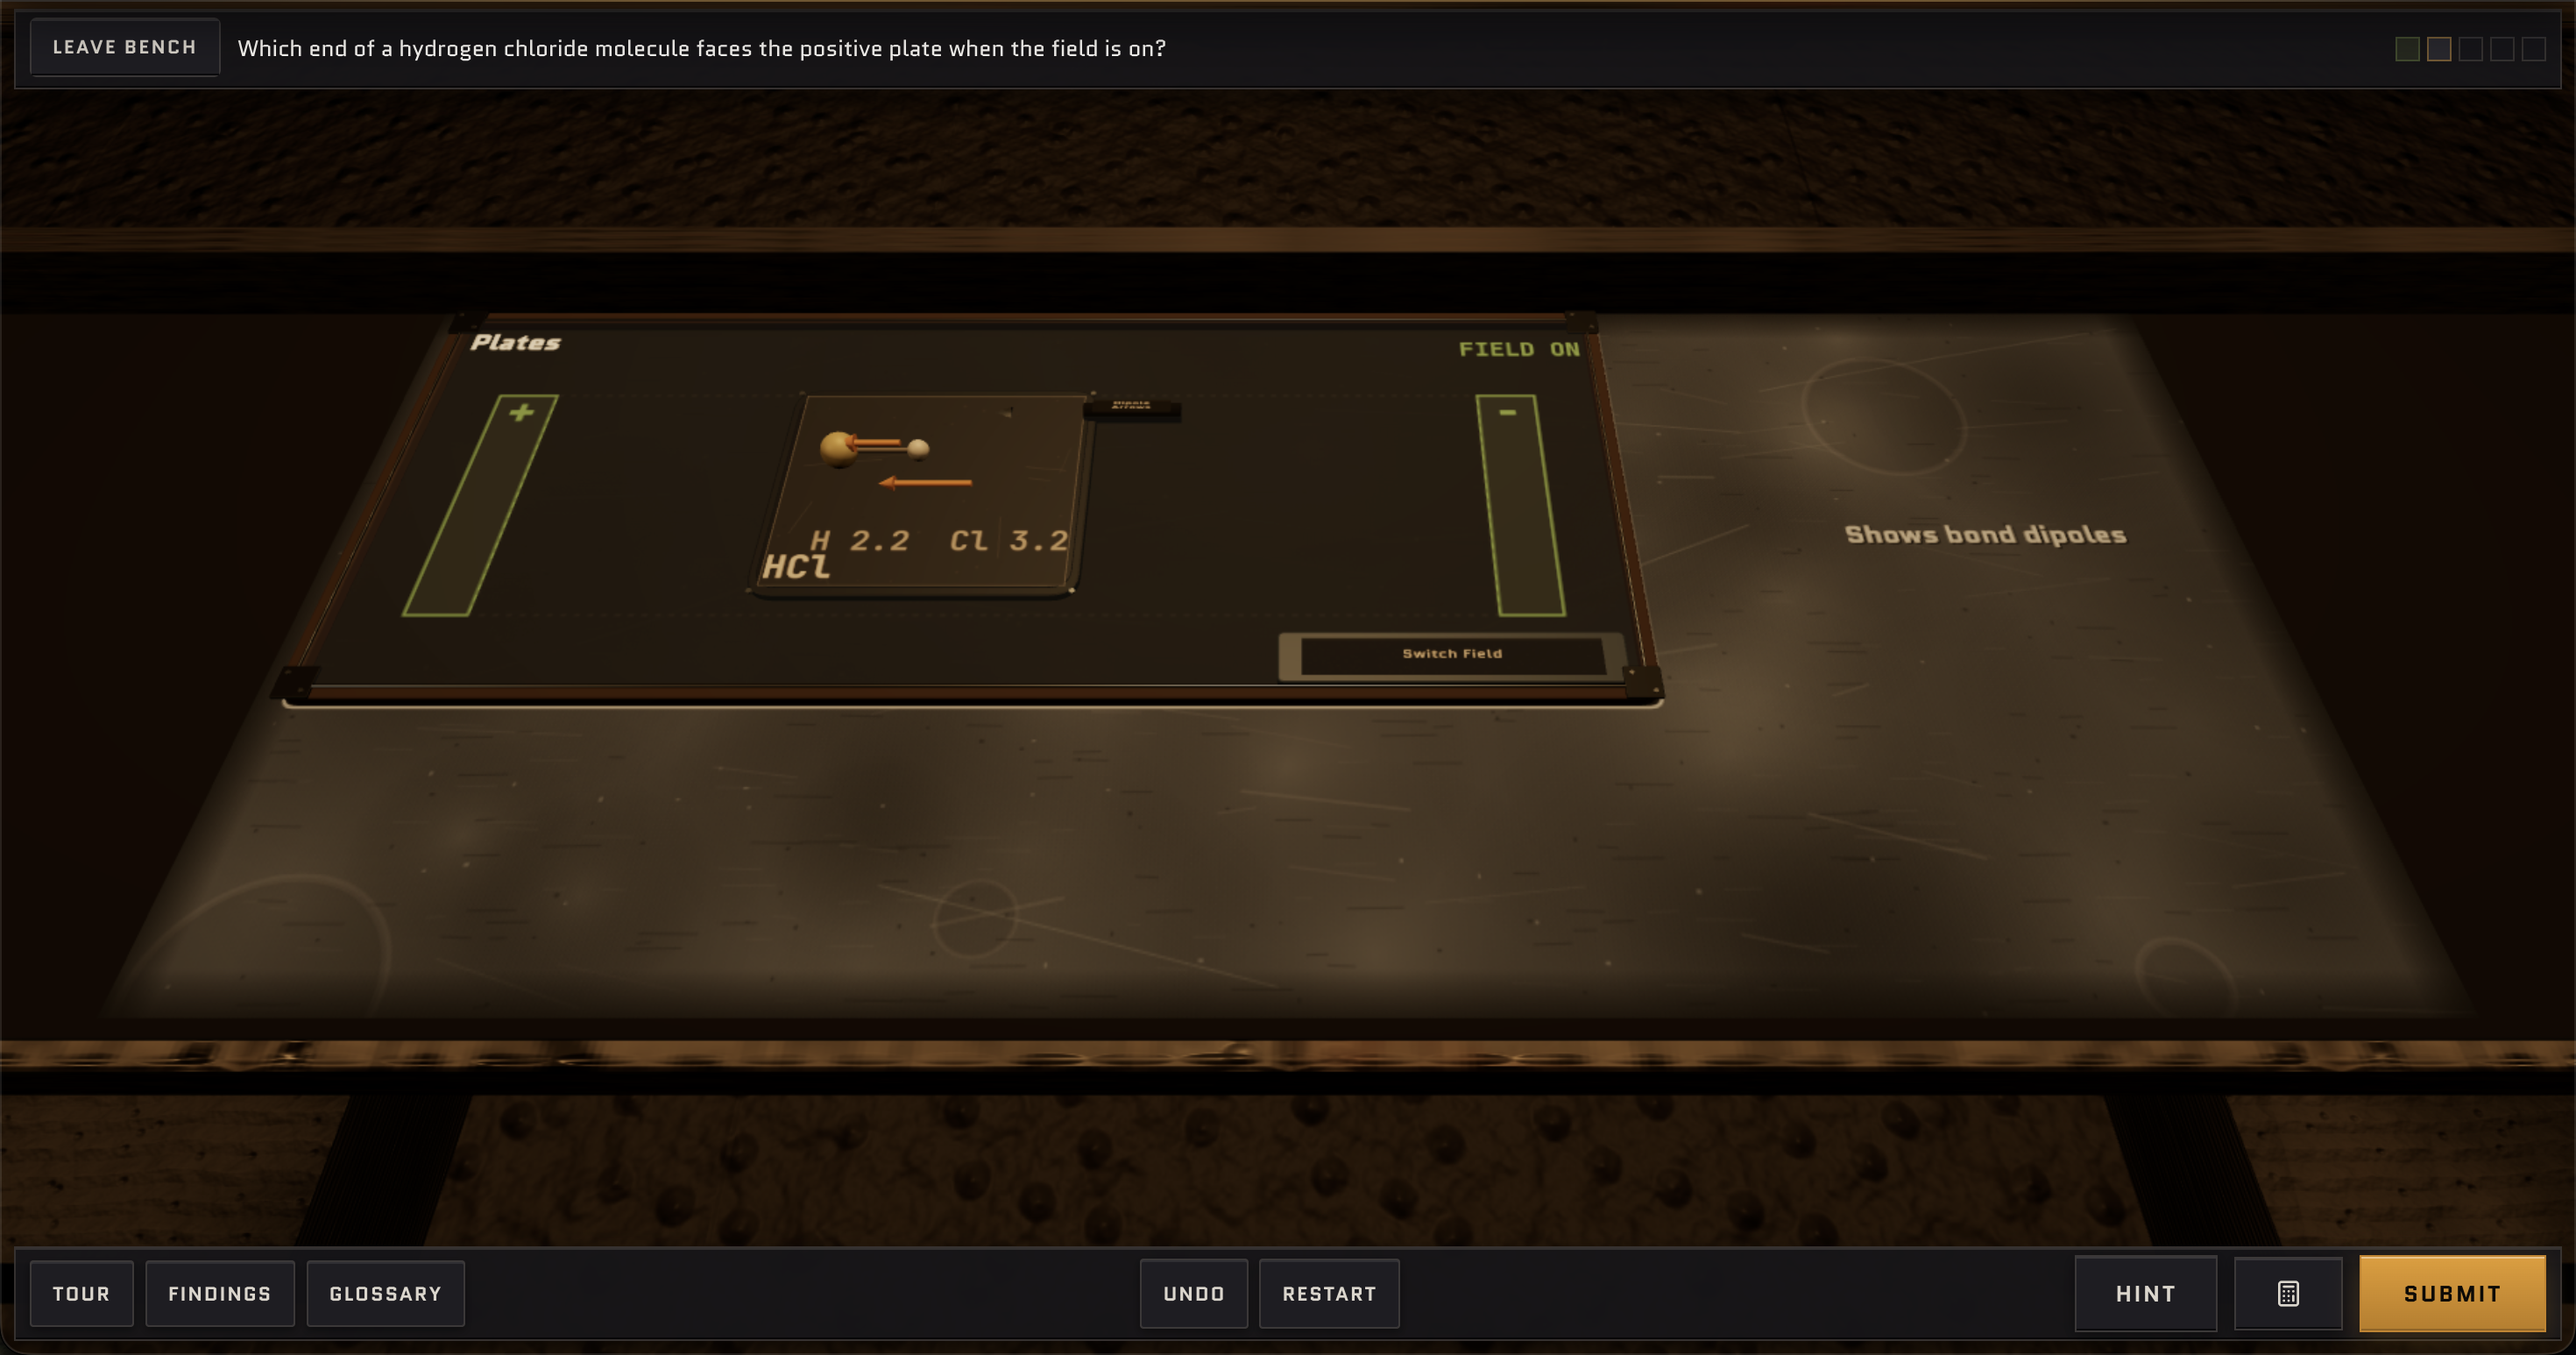 LEAVE BENCH
Which end of a hydrogen chloride molecule faces the positive plate when the field is on?
Plates
FIELD ON
+
-
Dipole
Arrows
H 2.2 Cl 3.2
HCl
Shows bond dipoles
Switch Field
TOUR
FINDINGS
GLOSSARY
UNDO
RESTART
HINT
SUBMIT